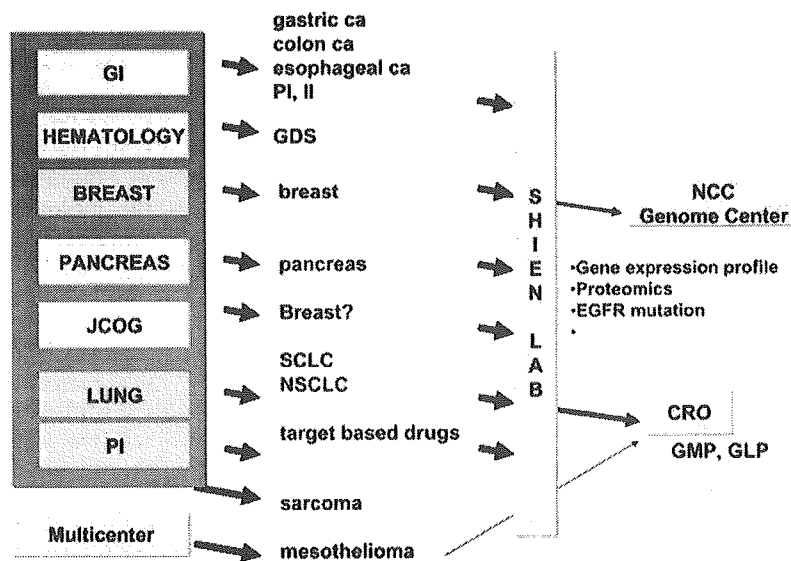 gastric ca
colon ca
esophageal ca
PI, II
GI
HEMATOLOGY
GDS
BREAST
breast
PANCREAS
pancreas
JCOG
Breast?
SCLC
NSCLC
LUNG
PI
target based drugs
sarcoma
Multicenter
mesothelioma
SHIEN LAB
NCC
Genome Center
•Gene expression profile
•Proteomics
•EGFR mutation
•
CRO
GMP, GLP